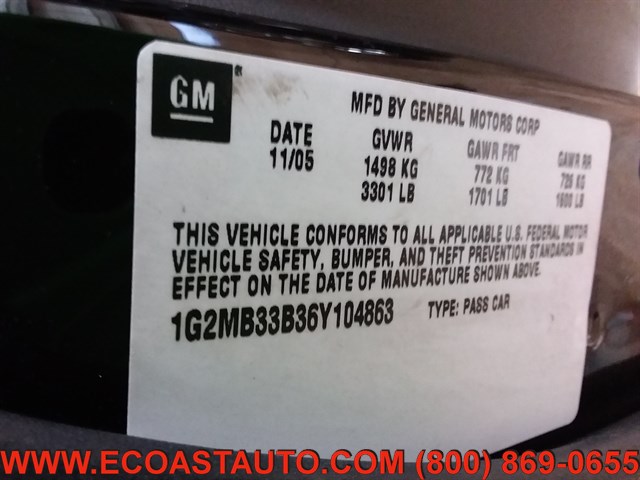 GM ®
MFD BY GENERAL MOTORS CORP
DATE GVWR GAWR FRT GAWR RR
11/05 1498 KG 772 KG 726 KG
3301 LB 1701 LB 1600 LB
THIS VEHICLE CONFORMS TO ALL APPLICABLE U.S. FEDERAL MOTOR
VEHICLE SAFETY, BUMPER, AND THEFT PREVENTION STANDARDS IN
EFFECT ON THE DATE OF MANUFACTURE SHOWN ABOVE.
1G2MB33B36Y104863 TYPE: PASS CAR
WWW.ECOASTAUTO.COM (800) 869-0655